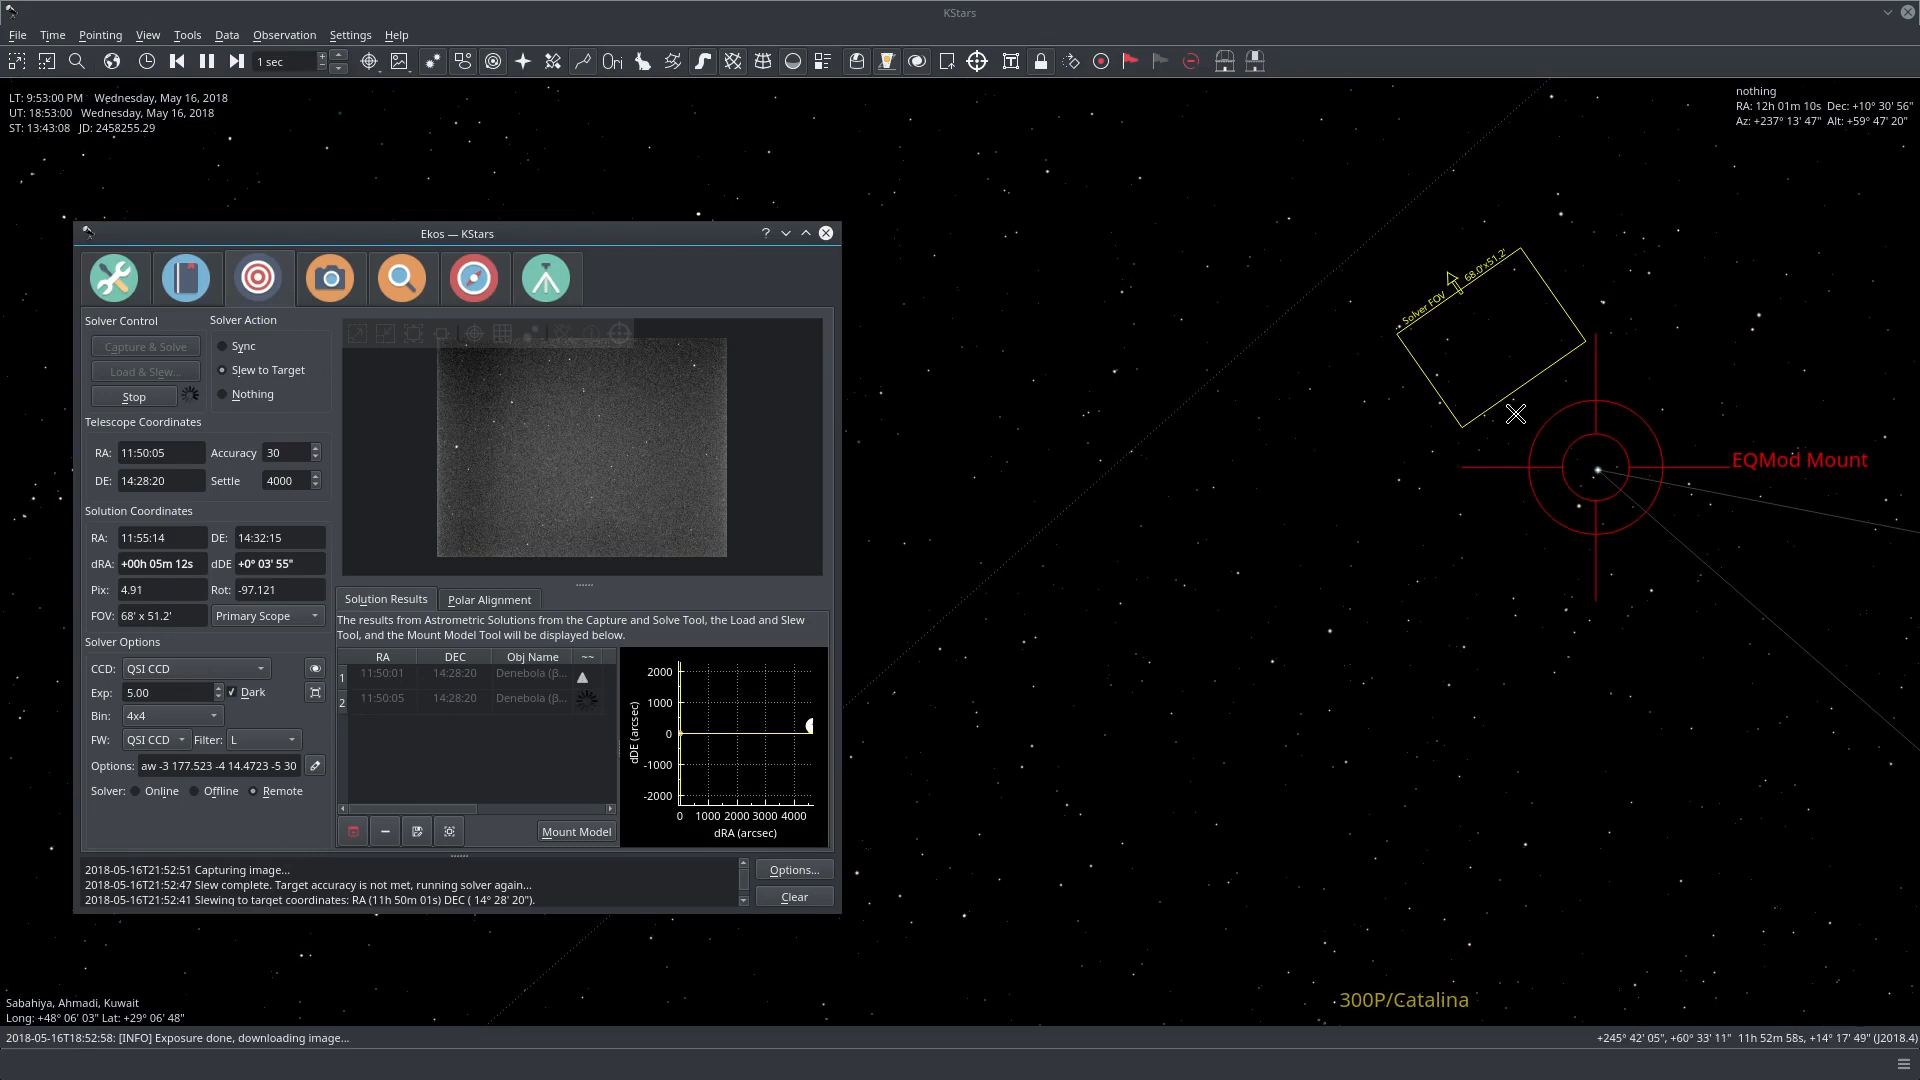 KStars
File Time Pointing View Tools Data Observation Settings Help
1 sec
Ori
LT: 9:53:00 PM Wednesday, May 16, 2018
UT: 18:53:00 Wednesday, May 16, 2018
ST: 13:43:08 JD: 2458255.29
nothing
RA: 12h 01m 10s Dec: +10° 30' 56"
Az: +237° 13' 47" Alt: +59° 47' 20"
Ekos — KStars
Solver Control
Solver Action
Capture & Solve
Sync
Load & Slew...
Slew to Target
Stop
Nothing
Telescope Coordinates
RA: 11:50:05 Accuracy 30
DE: 14:28:20 Settle 4000
Solution Coordinates
RA: 11:55:14 DE: 14:32:15
dRA: +00h 05m 12s dDE +0° 03' 55"
Pix: 4.91 Rot: -97.121
FOV: 68' x 51.2' Primary Scope
Solver Options
CCD: QSI CCD
Exp: 5.00 Dark
Bin: 4x4
FW: QSI CCD Filter: L
Options: aw -3 177.523 -4 14.4723 -5 30
Solver: Online Offline Remote
Solution Results Polar Alignment
The results from Astrometric Solutions from the Capture and Solve Tool, the Load and Slew
Tool, and the Mount Model Tool will be displayed below.
RA DEC Obj Name ~~
1 11:50:01 14:28:20 Denebola (β...
2 11:50:05 14:28:20 Denebola (β...
Mount Model
dDE (arcsec)
2000
1000
0
-1000
-2000
0 1000 2000 3000 4000
dRA (arcsec)
2018-05-16T21:52:51 Capturing image...
2018-05-16T21:52:47 Slew complete. Target accuracy is not met, running solver again...
2018-05-16T21:52:41 Slewing to target coordinates: RA (11h 50m 01s) DEC ( 14° 28' 20").
Options...
Clear
Solver FOV 68.0'x51.2'
EQMod Mount
300P/Catalina
Sabahiya, Ahmadi, Kuwait
Long: +48° 06' 03" Lat: +29° 06' 48"
2018-05-16T18:52:58: [INFO] Exposure done, downloading image...
+245° 42' 05", +60° 33' 11" 11h 52m 58s, +14° 17' 49" (J2018.4)